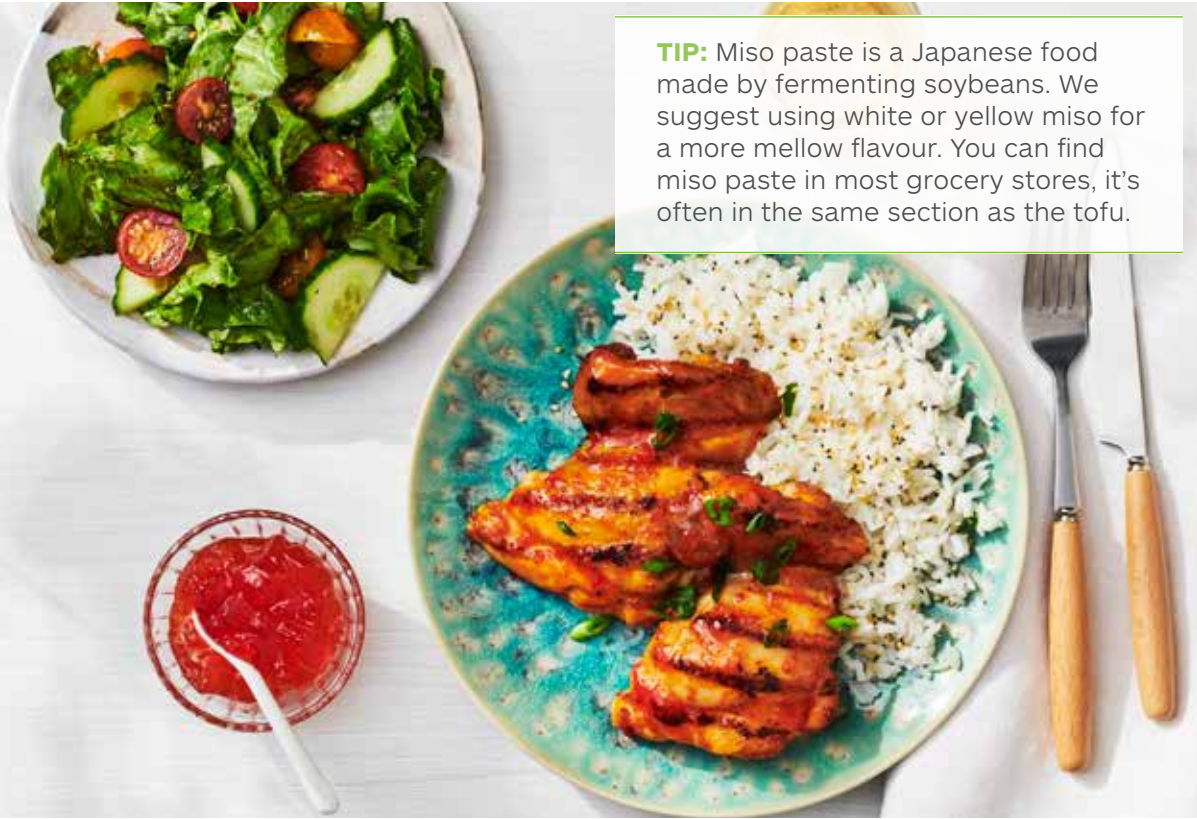 TIP: Miso paste is a Japanese food
made by fermenting soybeans. We
suggest using white or yellow miso for
a more mellow flavour. You can find
miso paste in most grocery stores, it’s
often in the same section as the tofu.